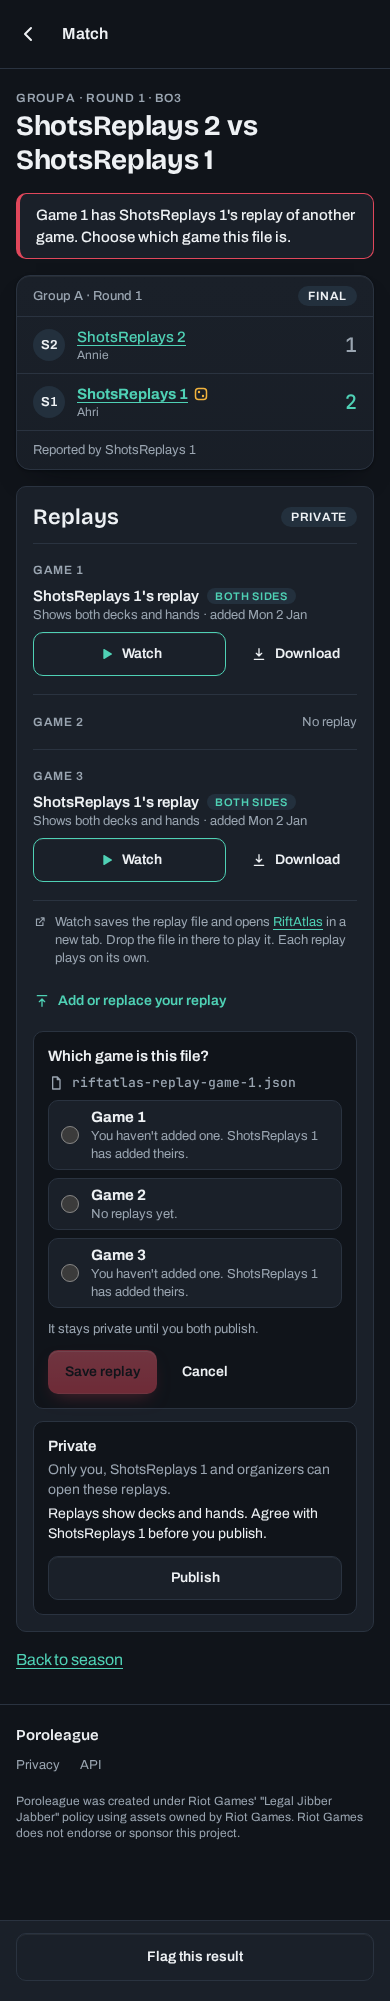 Match
GROUP A · ROUND 1 · BO3
ShotsReplays 2 vs
ShotsReplays 1
Game 1 has ShotsReplays 1's replay of another
game. Choose which game this file is.
Group A · Round 1
FINAL
S2
ShotsReplays 2
Annie
1
S1
ShotsReplays 1
Ahri
2
Reported by ShotsReplays 1
Replays
PRIVATE
GAME 1
ShotsReplays 1's replay BOTH SIDES
Shows both decks and hands · added Mon 2 Jan
Watch
Download
GAME 2
No replay
GAME 3
ShotsReplays 1's replay BOTH SIDES
Shows both decks and hands · added Mon 2 Jan
Watch
Download
Watch saves the replay file and opens RiftAtlas in a
new tab. Drop the file in there to play it. Each replay
plays on its own.
Add or replace your replay
Which game is this file?
riftatlas-replay-game-1.json
Game 1
You haven't added one. ShotsReplays 1
has added theirs.
Game 2
No replays yet.
Game 3
You haven't added one. ShotsReplays 1
has added theirs.
It stays private until you both publish.
Save replay
Cancel
Private
Only you, ShotsReplays 1 and organizers can
open these replays.
Replays show decks and hands. Agree with
ShotsReplays 1 before you publish.
Publish
Back to season
Poroleague
Privacy
API
Poroleague was created under Riot Games' "Legal Jibber
Jabber" policy using assets owned by Riot Games. Riot Games
does not endorse or sponsor this project.
Flag this result